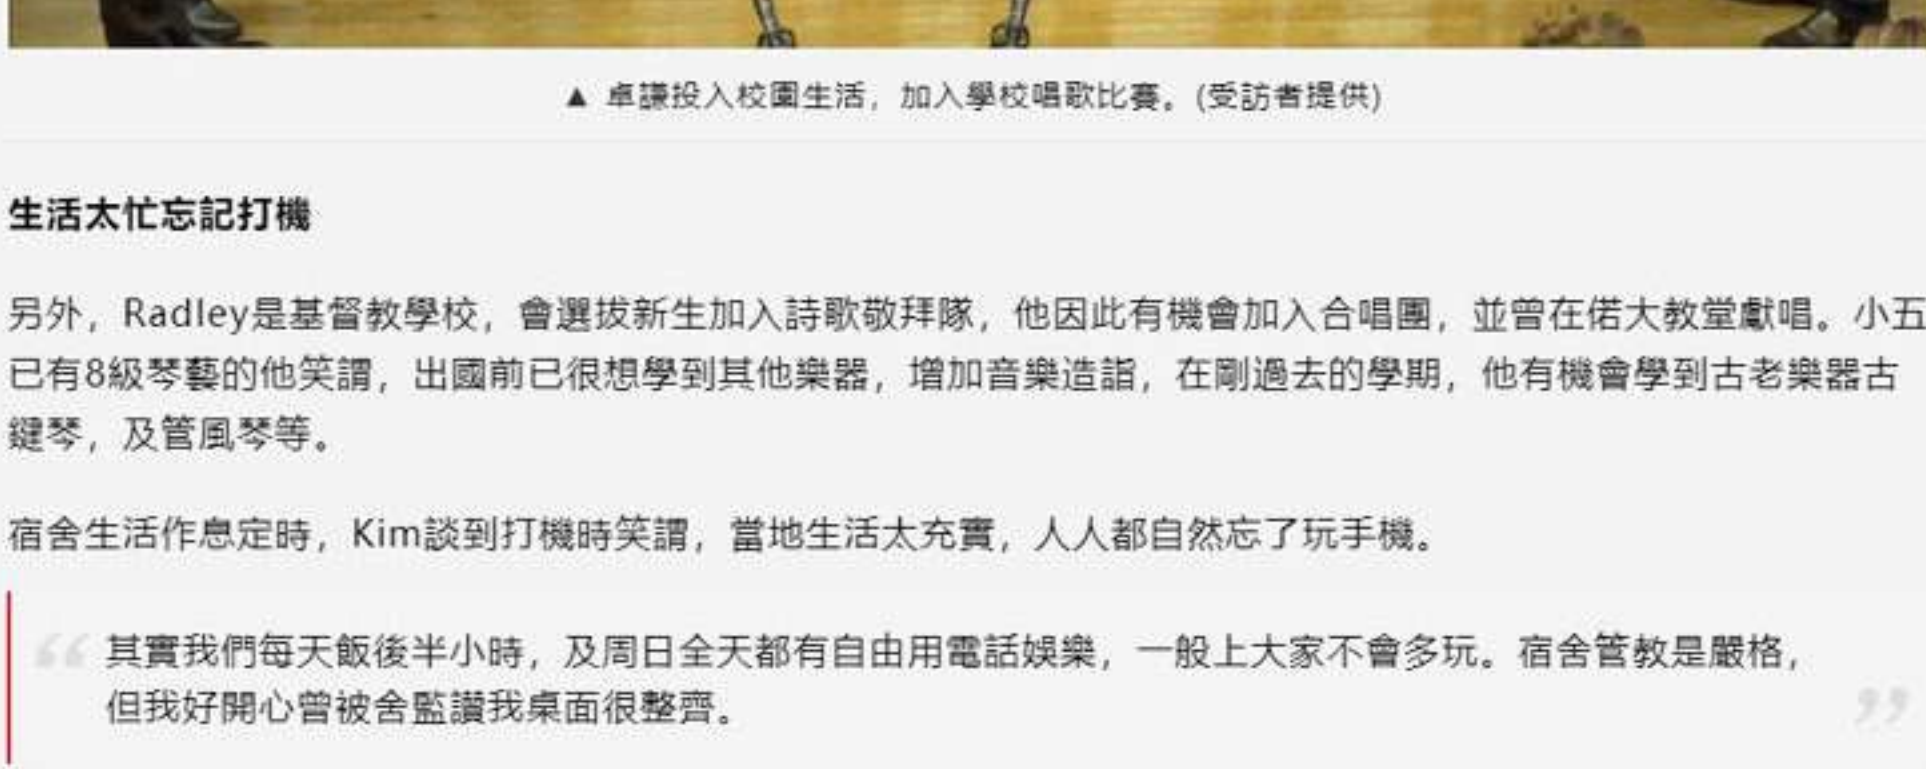 ▲ 卓謙投入校園生活，加入學校唱歌比賽。(受訪者提供)
生活太忙忘記打機
另外，Radley是基督教學校，會選拔新生加入詩歌敬拜隊，他因此有機會加入合唱團，並曾在偌大教堂獻唱。小五
已有8級琴藝的他笑謂，出國前已很想學到其他樂器，增加音樂造詣，在剛過去的學期，他有機會學到古老樂器古
鍵琴，及管風琴等。
宿舍生活作息定時，Kim談到打機時笑謂，當地生活太充實，人人都自然忘了玩手機。
“ 其實我們每天飯後半小時，及周日全天都有自由用電話娛樂，一般上大家不會多玩。宿舍管教是嚴格，
但我好開心曾被舍監讚我桌面很整齊。 ”